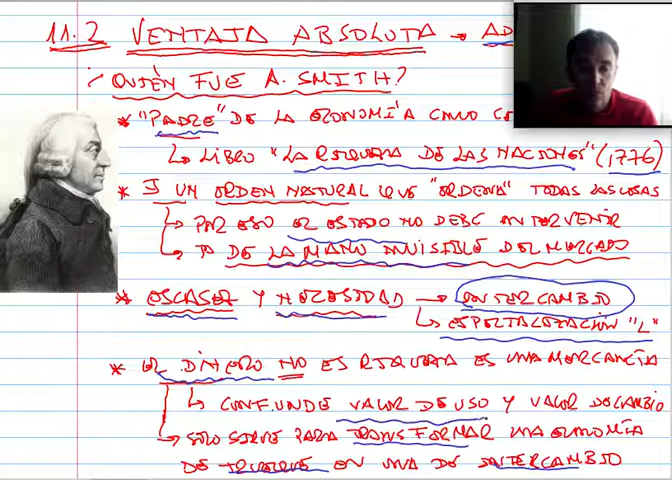 11.2 VENTAJA ABSOLUTA → AD
¿QUIÉN FUE A. SMITH?
* "PADRE" DE LA ECONOMÍA COMO C
↳ LIBRO "LA RIQUEZA DE LAS NACIONES" (1776)
* ∃ UN ORDEN NATURAL QUE "ORDENA" TODAS LAS COSAS
↳ POR ESO EL ESTADO NO DEBE INTERVENIR
↳ Tª DE LA MANO INVISIBLE DEL MERCADO
* ESCASEZ Y NECESIDAD → INTERCAMBIO
↳ ESPECIALIZACIÓN "L"
* EL DINERO NO ES RIQUEZA ES UNA MERCANCÍA
↳ CONFUNDE VALOR DE USO Y VALOR DE CAMBIO
→ SOLO SIRVE PARA TRANSFORMAR UNA ECONOMÍA
DE TRUEQUE EN UNA DE INTERCAMBIO